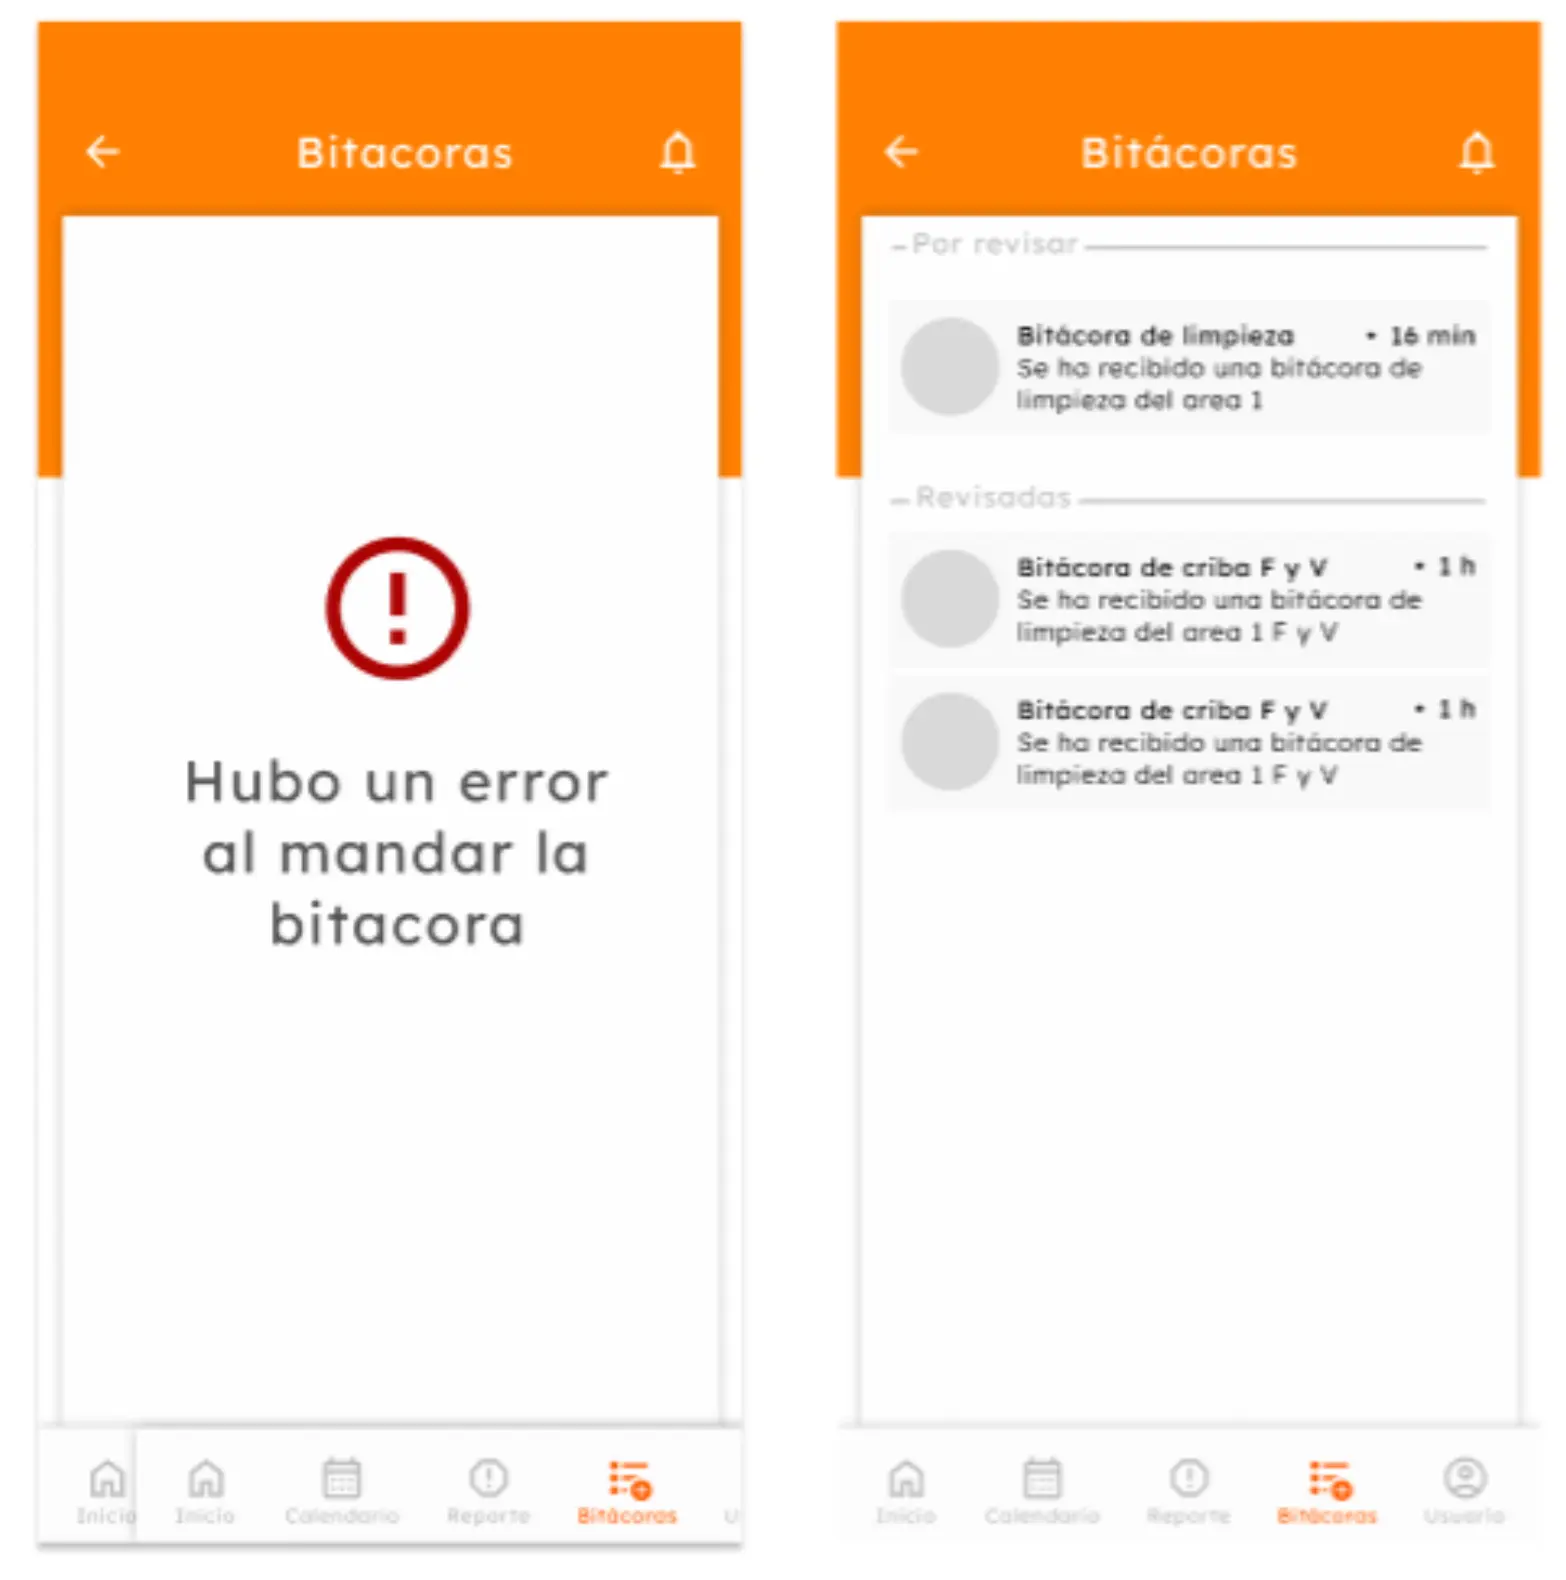 Bitacoras
Hubo un error
al mandar la
bitacora
Inicio
Inicio
Calendario
Reporte
Bitácoras
U
Bitácoras
Por revisar
Bitácora de limpieza • 16 min
Se ha recibido una bitácora de
limpieza del area 1
Revisadas
Bitácora de criba F y V • 1 h
Se ha recibido una bitácora de
limpieza del area 1 F y V
Bitácora de criba F y V • 1 h
Se ha recibido una bitácora de
limpieza del area 1 F y V
Inicio
Calendario
Reporte
Bitácoras
Usuario